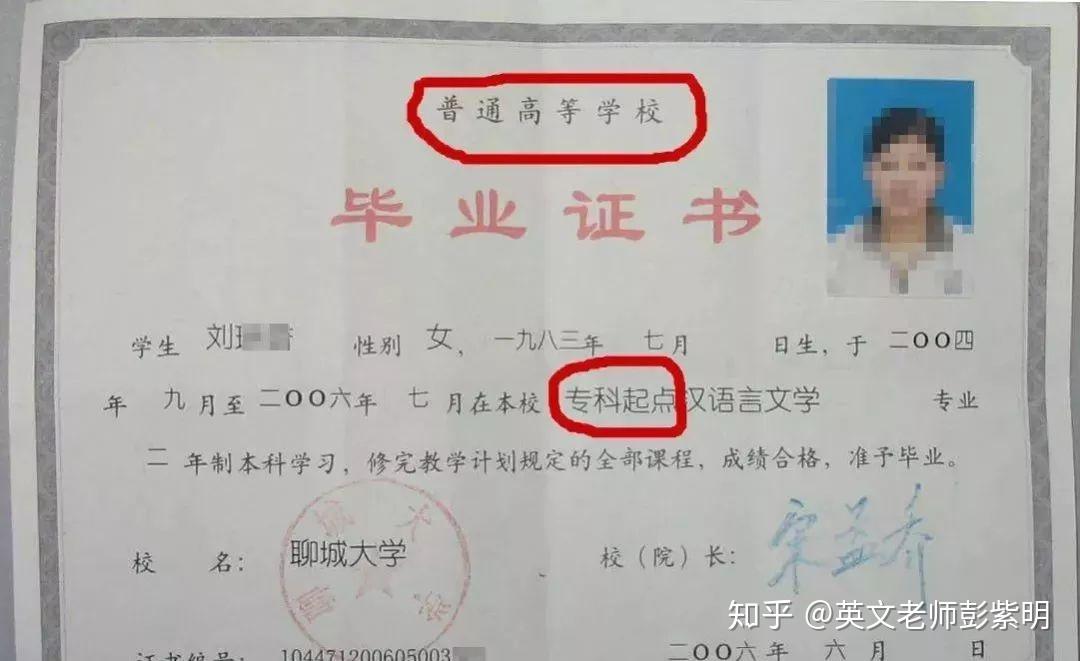 普通高等学校
毕业证书
学生 刘 性别 女，一九八三年 七月 日生，于 二〇〇四
年 九月至二〇〇六年 七月在本校 专科起点汉语言文学 专业
二 年制本科学习，修完教学计划规定的全部课程，成绩合格，准予毕业。
校 名： 聊城大学 校（院）长： 宋益乔
证书编号：104471200605003 二〇〇六年 六月 日
知乎 @英文老师彭紫明